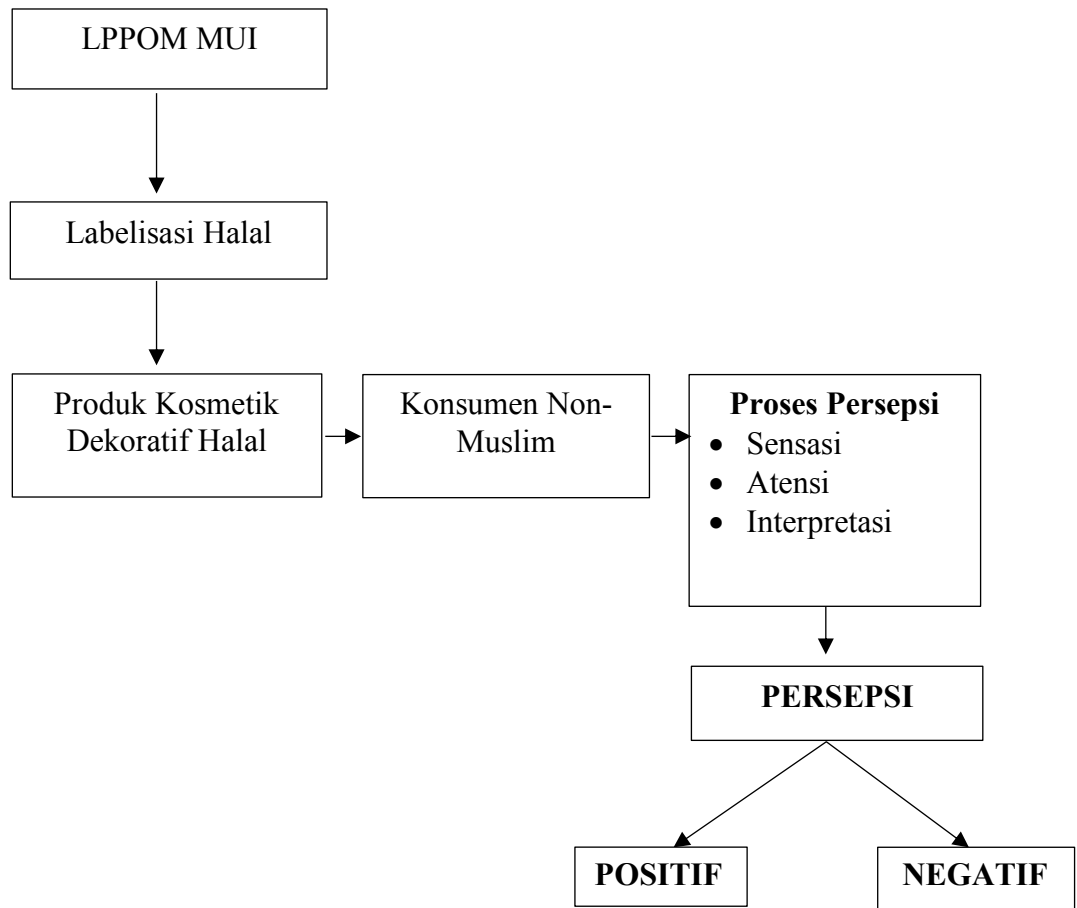 LPPOM MUI
Labelisasi Halal
Produk Kosmetik
Dekoratif Halal
Konsumen Non-
Muslim
Proses Persepsi
• Sensasi
• Atensi
• Interpretasi
PERSEPSI
POSITIF
NEGATIF